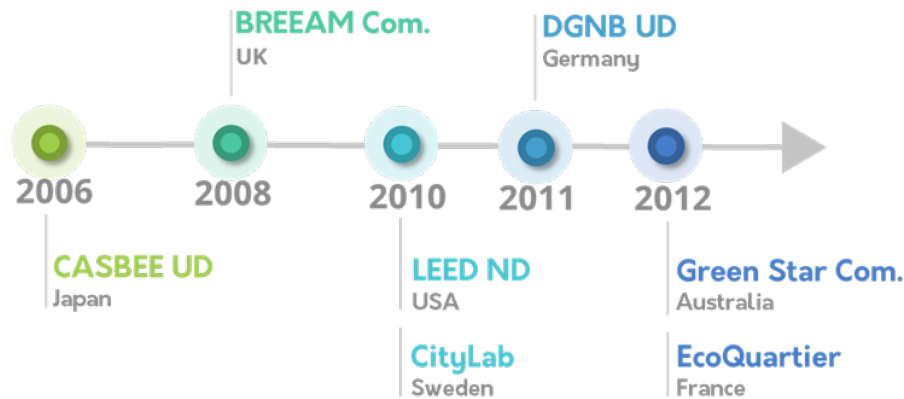 BREEAM Com.
UK
DGNB UD
Germany
2006
2008
2010
2011
2012
CASBEE UD
Japan
LEED ND
USA
Green Star Com.
Australia
CityLab
Sweden
EcoQuartier
France